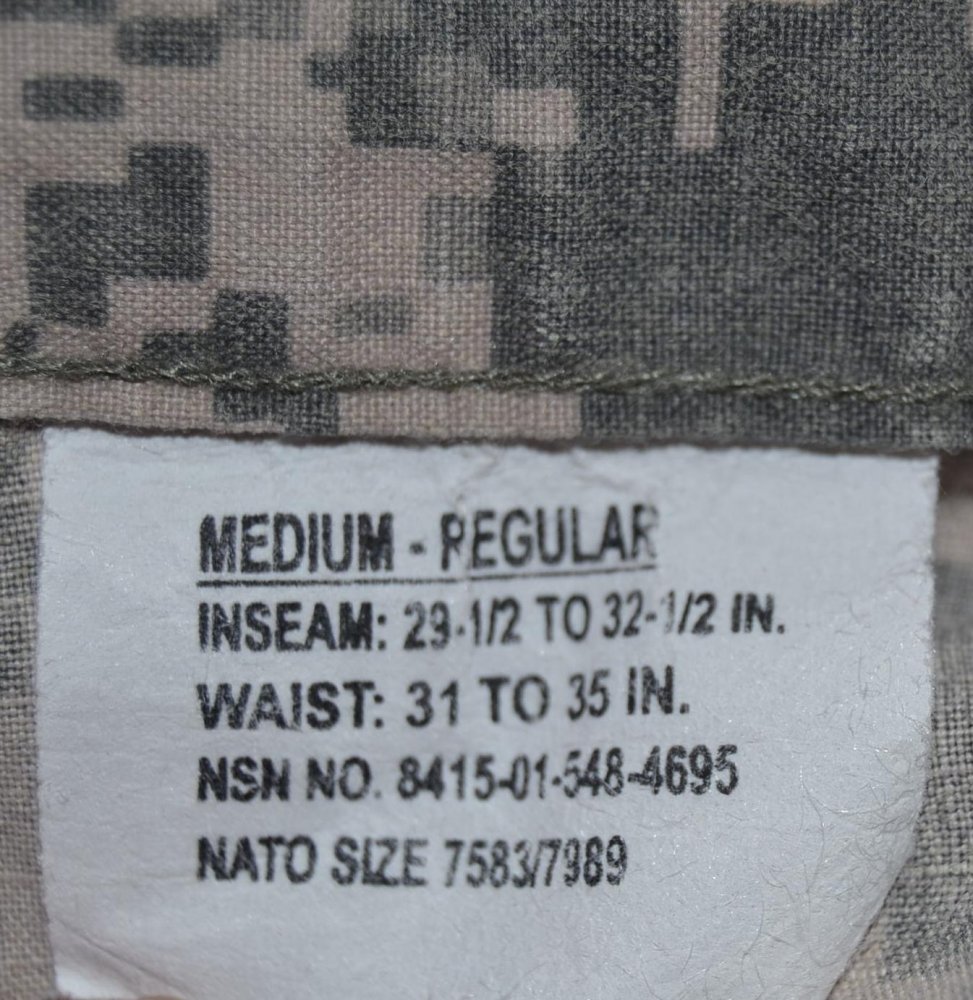 MEDIUM - REGULAR
INSEAM: 29-1/2 TO 32-1/2 IN.
WAIST: 31 TO 35 IN.
NSN NO. 8415-01-548-4695
NATO SIZE 7583/7989